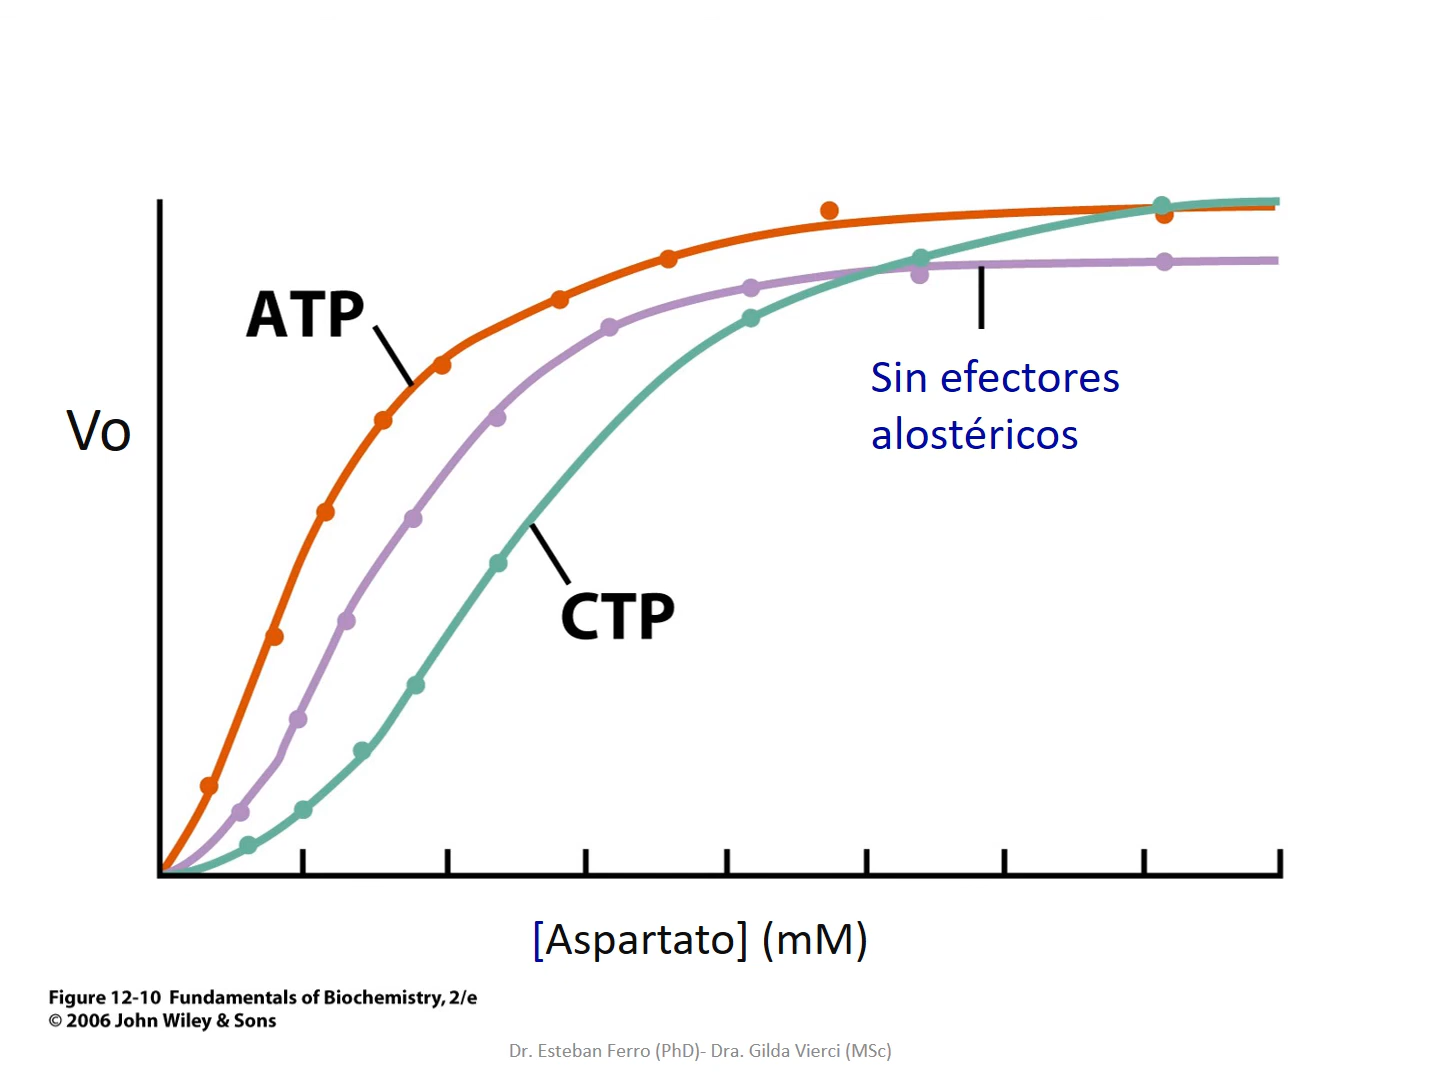 ATP
Vo
Sin efectores
alostéricos
CTP
[Aspartato] (mM)
Figure 12-10 Fundamentals of Biochemistry, 2/e
© 2006 John Wiley & Sons
Dr. Esteban Ferro (PhD)- Dra. Gilda Vierci (MSc)